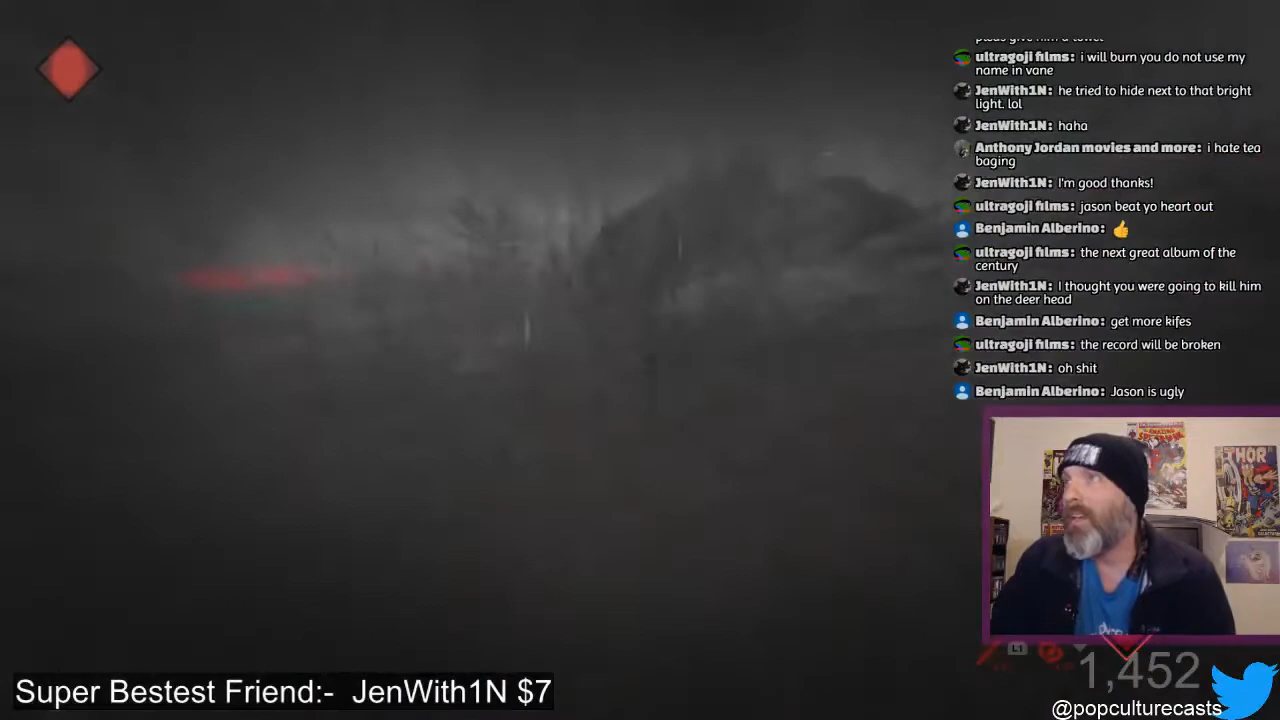 ultragoji films: i will burn you do not use my
name in vane
JenWith1N: he tried to hide next to that bright
light. lol
JenWith1N: haha
Anthony Jordan movies and more: i hate tea
baging
JenWith1N: I'm good thanks!
ultragoji films: jason beat yo heart out
Benjamin Alberino: 👍
ultragoji films: the next great album of the
century
JenWith1N: I thought you were going to kill him
on the deer head
Benjamin Alberino: get more kifes
ultragoji films: the record will be broken
JenWith1N: oh shit
Benjamin Alberino: Jason is ugly
THOR
L1
1,452
Super Bestest Friend:- JenWith1N $7
@popculturecasts